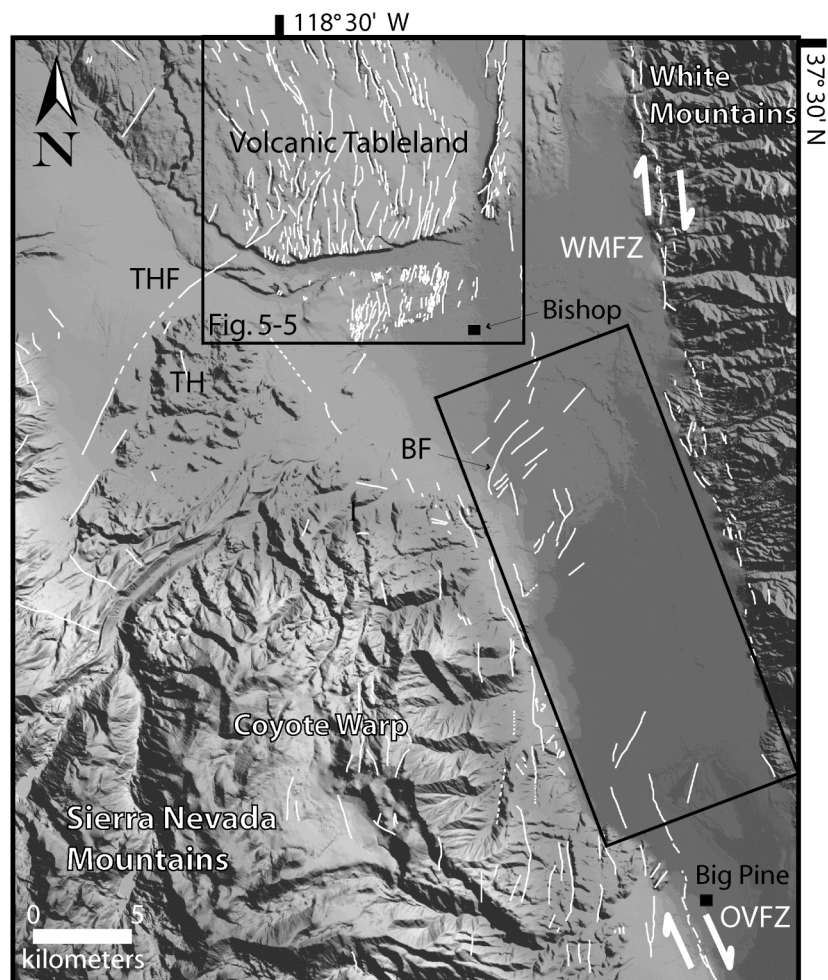 118° 30' W
37° 30' N
White
Mountains
N
Volcanic Tableland
WMFZ
THF
Bishop
Fig. 5-5
TH
BF
Coyote Warp
Sierra Nevada
Mountains
Big Pine
0 5
OVFZ
kilometers